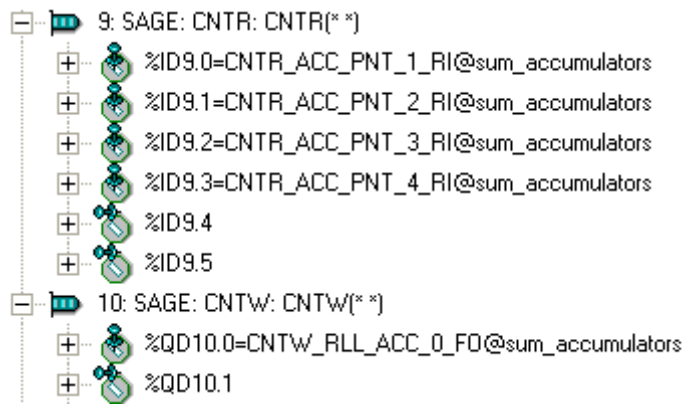 9: SAGE: CNTR: CNTR(* *)
%ID9.0=CNTR_ACC_PNT_1_RI@sum_accumulators
%ID9.1=CNTR_ACC_PNT_2_RI@sum_accumulators
%ID9.2=CNTR_ACC_PNT_3_RI@sum_accumulators
%ID9.3=CNTR_ACC_PNT_4_RI@sum_accumulators
%ID9.4
%ID9.5
10: SAGE: CNTW: CNTW(* *)
%QD10.0=CNTW_RLL_ACC_0_FO@sum_accumulators
%QD10.1